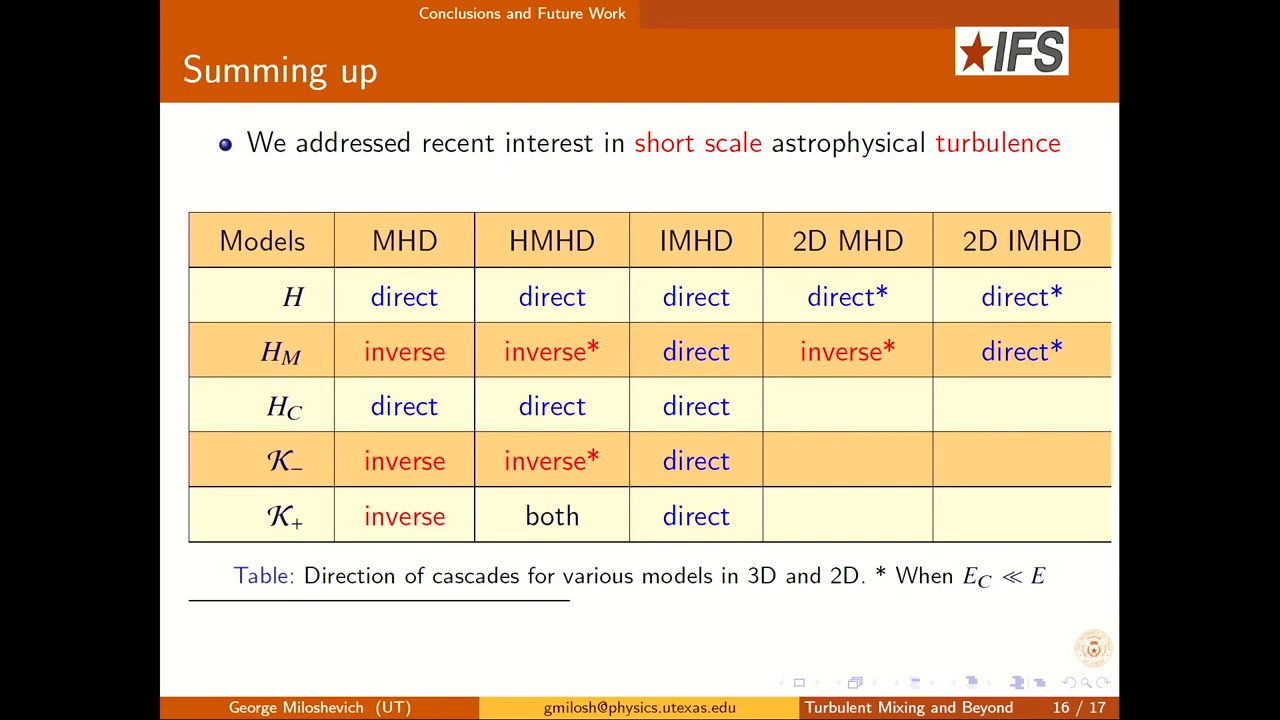 Conclusions and Future Work
Summing up
IFS
We addressed recent interest in short scale astrophysical turbulence
Models MHD HMHD IMHD 2D MHD 2D IMHD
H direct direct direct direct* direct*
H_M inverse inverse* direct inverse* direct*
H_C direct direct direct
𝒦_− inverse inverse* direct
𝒦_+ inverse both direct
Table: Direction of cascades for various models in 3D and 2D. * When E_C ≪ E
George Miloshevich (UT) gmilosh@physics.utexas.edu Turbulent Mixing and Beyond 16 / 17